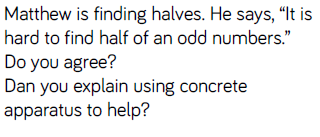 Matthew is finding halves. He says, “It is
hard to find half of an odd numbers.”
Do you agree?
Dan you explain using concrete
apparatus to help?